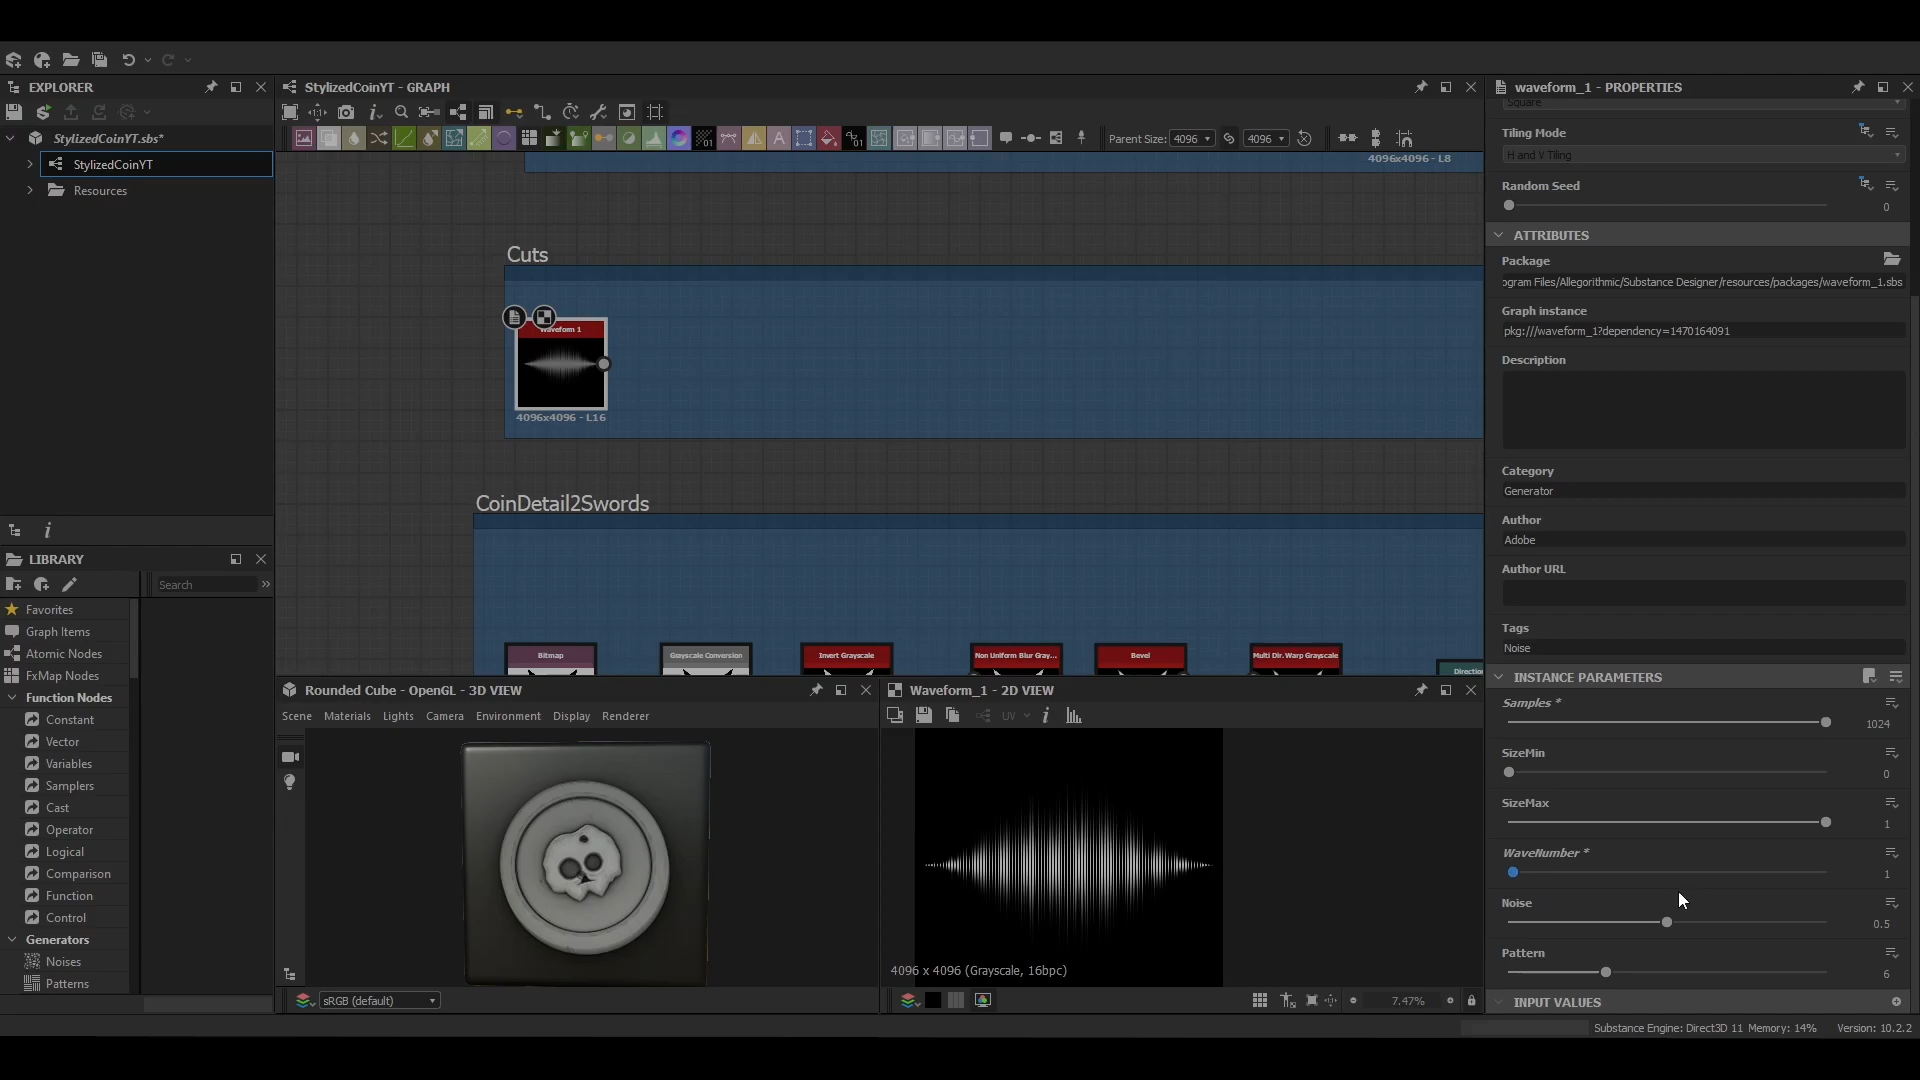 EXPLORER
StylizedCoinYT.sbs*
StylizedCoinYT
Resources
LIBRARY
Search
Favorites
Graph Items
Atomic Nodes
FxMap Nodes
Function Nodes
Constant
Vector
Variables
Samplers
Cast
Operator
Logical
Comparison
Function
Control
Generators
Noises
Patterns
StylizedCoinYT - GRAPH
Parent Size: 4096 4096
4096x4096 - L8
Cuts
Waveform 1
4096x4096 - L16
CoinDetail2Swords
Bitmap
Grayscale Conversion
Invert Grayscale
Non Uniform Blur Gray...
Bevel
Multi Dir. Warp Grayscale
Direction
Rounded Cube - OpenGL - 3D VIEW
Scene Materials Lights Camera Environment Display Renderer
sRGB (default)
Waveform_1 - 2D VIEW
UV
4096 x 4096 (Grayscale, 16bpc)
7.47%
waveform_1 - PROPERTIES
Square
Tiling Mode
H and V Tiling
Random Seed
0
ATTRIBUTES
Package
ogram Files/Allegorithmic/Substance Designer/resources/packages/waveform_1.sbs
Graph instance
pkg:///waveform_1?dependency=1470164091
Description
Category
Generator
Author
Adobe
Author URL
Tags
Noise
INSTANCE PARAMETERS
Samples *
1024
SizeMin
0
SizeMax
1
WaveNumber *
1
Noise
0.5
Pattern
6
INPUT VALUES
Substance Engine: Direct3D 11 Memory: 14% Version: 10.2.2